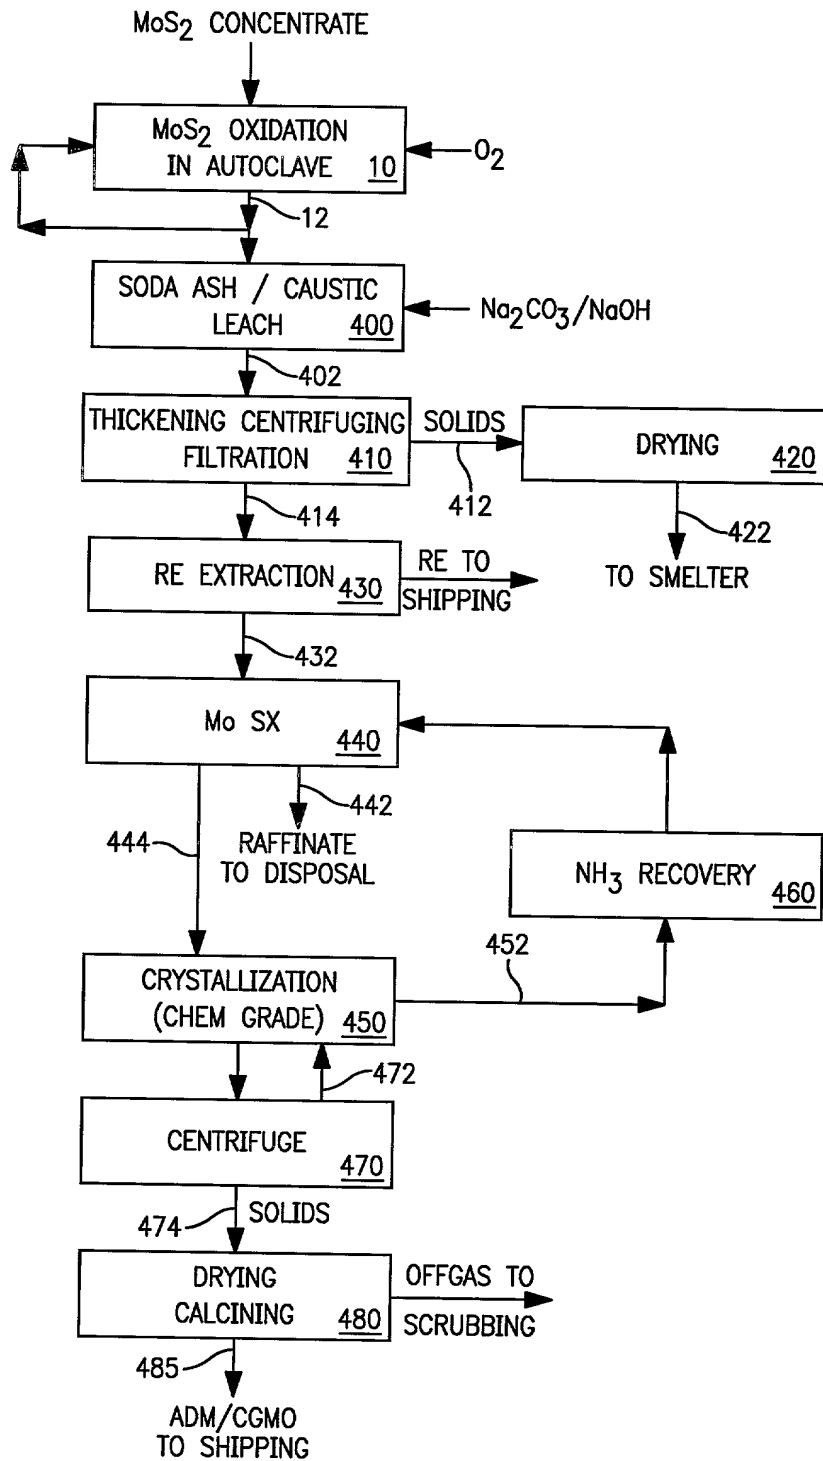 MoS2 CONCENTRATE
MoS2 OXIDATION
IN AUTOCLAVE 10
O2
12
SODA ASH / CAUSTIC
LEACH 400
Na2CO3/NaOH
402
THICKENING CENTRIFUGING
FILTRATION 410
SOLIDS
412
DRYING 420
414
422
TO SMELTER
RE EXTRACTION 430
RE TO
SHIPPING
432
Mo SX 440
442
444
RAFFINATE
TO DISPOSAL
NH3 RECOVERY 460
452
CRYSTALLIZATION
(CHEM GRADE) 450
472
CENTRIFUGE 470
474
SOLIDS
DRYING
CALCINING 480
OFFGAS TO
SCRUBBING
485
ADM/CGMO
TO SHIPPING